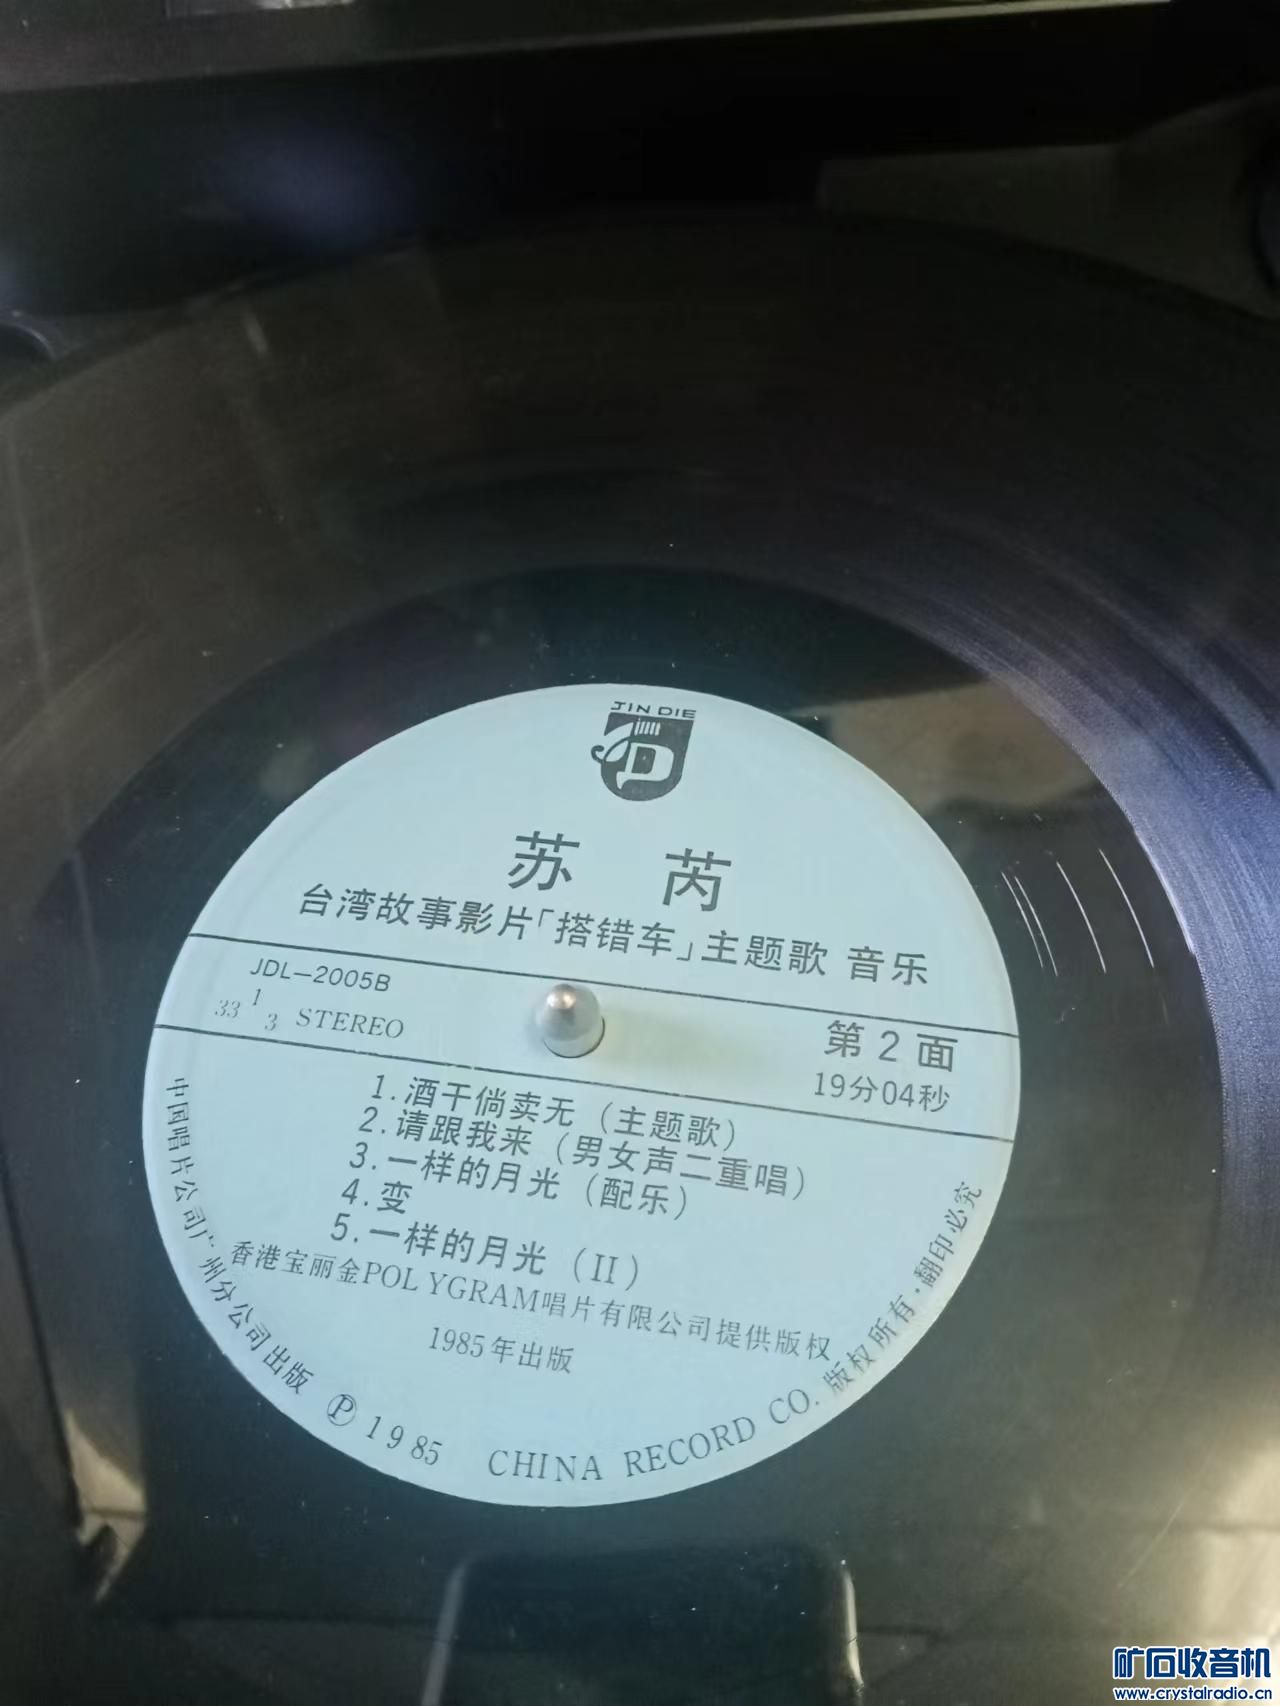 JIN DIE
JD
苏 芮
台湾故事影片「搭错车」主题歌 音乐
JDL—2005B
33 1/3 STEREO
第 2 面
19分04秒
1.酒干倘卖无（主题歌）
2.请跟我来（男女声二重唱）
3.一样的月光（配乐）
4.变
5.一样的月光（II）
香港宝丽金POLYGRAM唱片有限公司提供版权
1985年出版
中国唱片公司广州分公司出版 Ⓟ 1985 CHINA RECORD CO. 版权所有·翻印必究
矿石收音机
www.crystalradio.cn